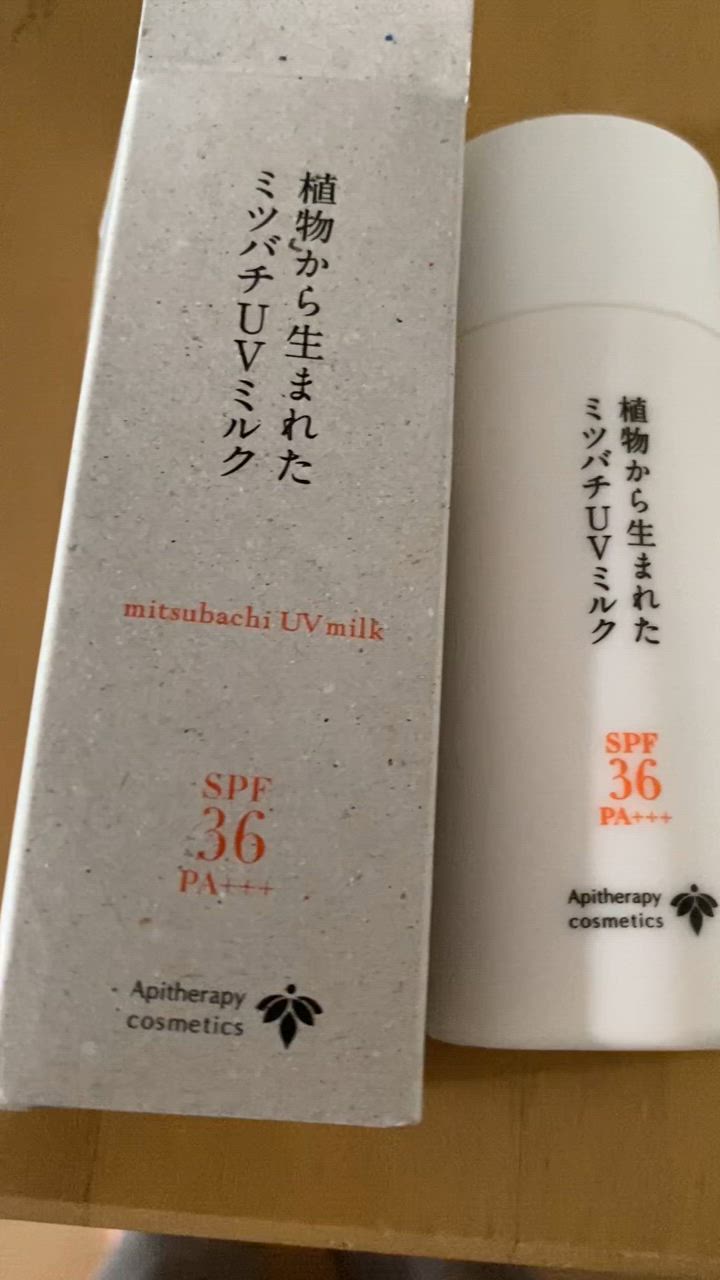 植物から生まれた
ミツバチUVミルク
mitsubachi UV milk
SPF
36
PA+++
Apitherapy
cosmetics
植物から生まれた
ミツバチUVミルク
SPF
36
PA+++
Apitherapy
cosmetics